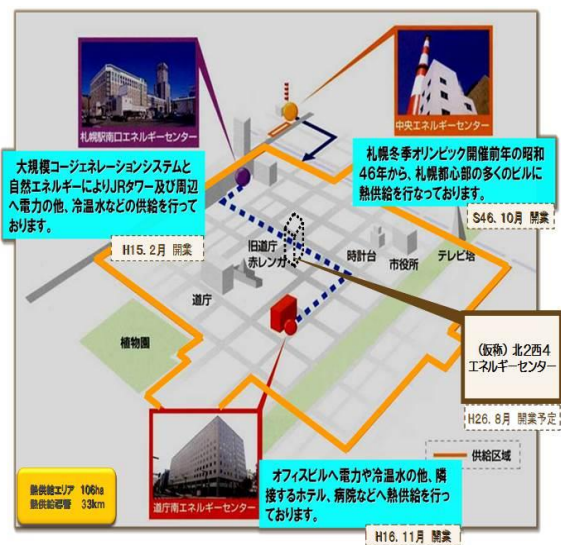 札幌駅南口エネルギーセンター
中央エネルギーセンター
大規模コージェネレーションシステムと
自然エネルギーによりJRタワー及び周辺
へ電力の他、冷温水などの供給を行って
おります。
H15.2月 開業
札幌冬季オリンピック開催前年の昭和
46年から、札幌都心部の多くのビルに
熱供給を行なっております。
S46.10月 開業
旧道庁
赤レンガ
時計台
市役所
テレビ塔
道庁
植物園
(仮称) 北2西4
エネルギーセンター
H26.8月 開業予定
供給区域
道庁南エネルギーセンター
オフィスビルへ電力や冷温水の他、隣
接するホテル、病院などへ熱供給を行っ
ております。
H16.11月 開業
熱供給エリア 106ha
熱供給導管 33km